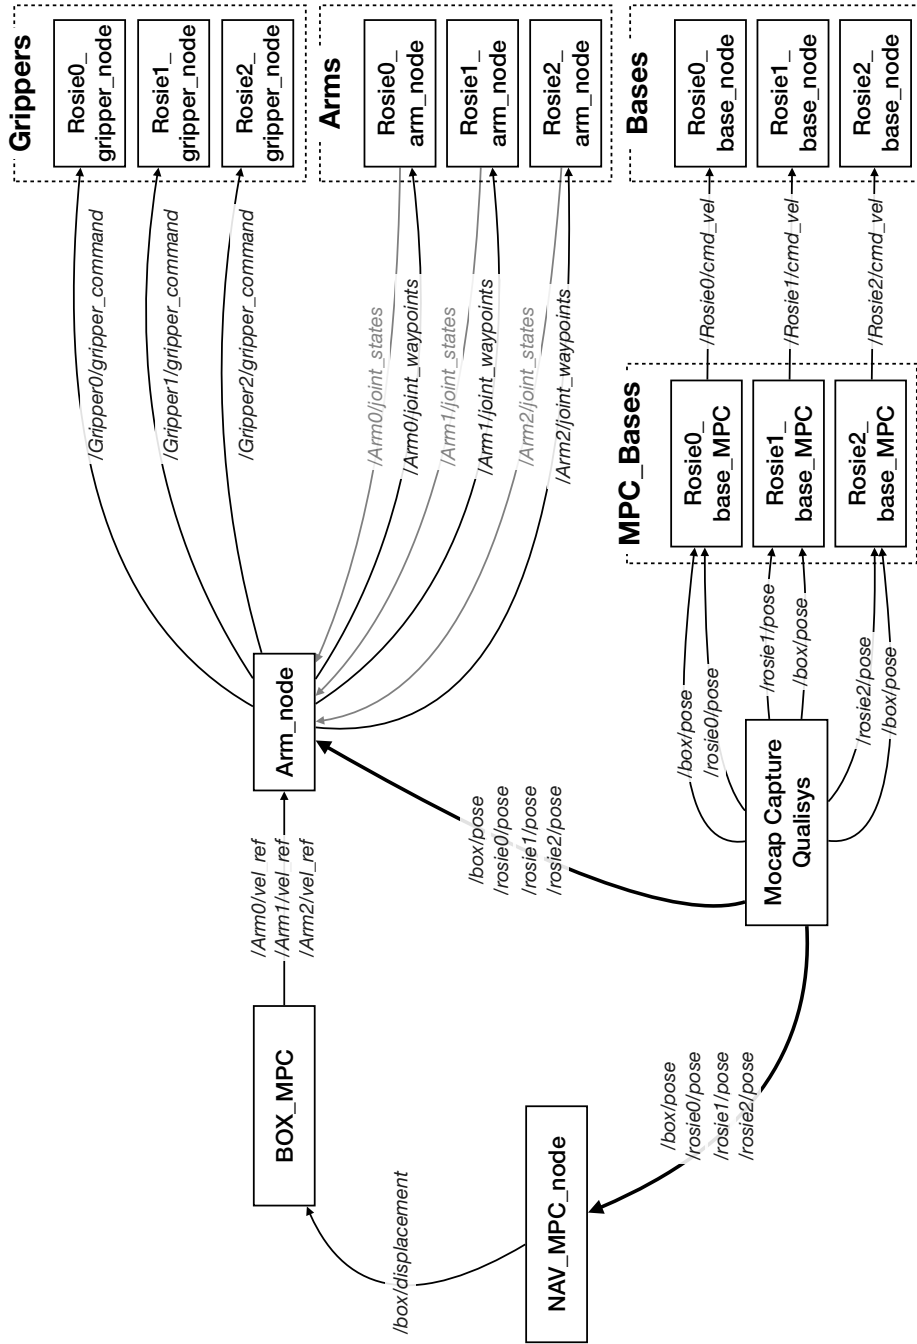 /box/displacement
NAV_MPC_node
BOX_MPC
/box/pose
/rosie0/pose
/rosie1/pose
/rosie2/pose
/Arm0/vel_ref
/Arm1/vel_ref
/Arm2/vel_ref
Arm_node
/box/pose
/rosie0/pose
/rosie1/pose
/rosie2/pose
Mocap Capture
Qualisys
/box/pose
/rosie0/pose
/rosie1/pose
/box/pose
/rosie2/pose
/box/pose
MPC_Bases
Rosie0_
base_MPC
Rosie1_
base_MPC
Rosie2_
base_MPC
/Gripper0/gripper_command
/Gripper1/gripper_command
/Gripper2/gripper_command
/Arm0/joint_states
/Arm0/joint_waypoints
/Arm1/joint_states
/Arm1/joint_waypoints
/Arm2/joint_states
/Arm2/joint_waypoints
/Rosie0/cmd_vel
/Rosie1/cmd_vel
/Rosie2/cmd_vel
Grippers
Rosie0_
gripper_node
Rosie1_
gripper_node
Rosie2_
gripper_node
Arms
Rosie0_
arm_node
Rosie1_
arm_node
Rosie2_
arm_node
Bases
Rosie0_
base_node
Rosie1_
base_node
Rosie2_
base_node